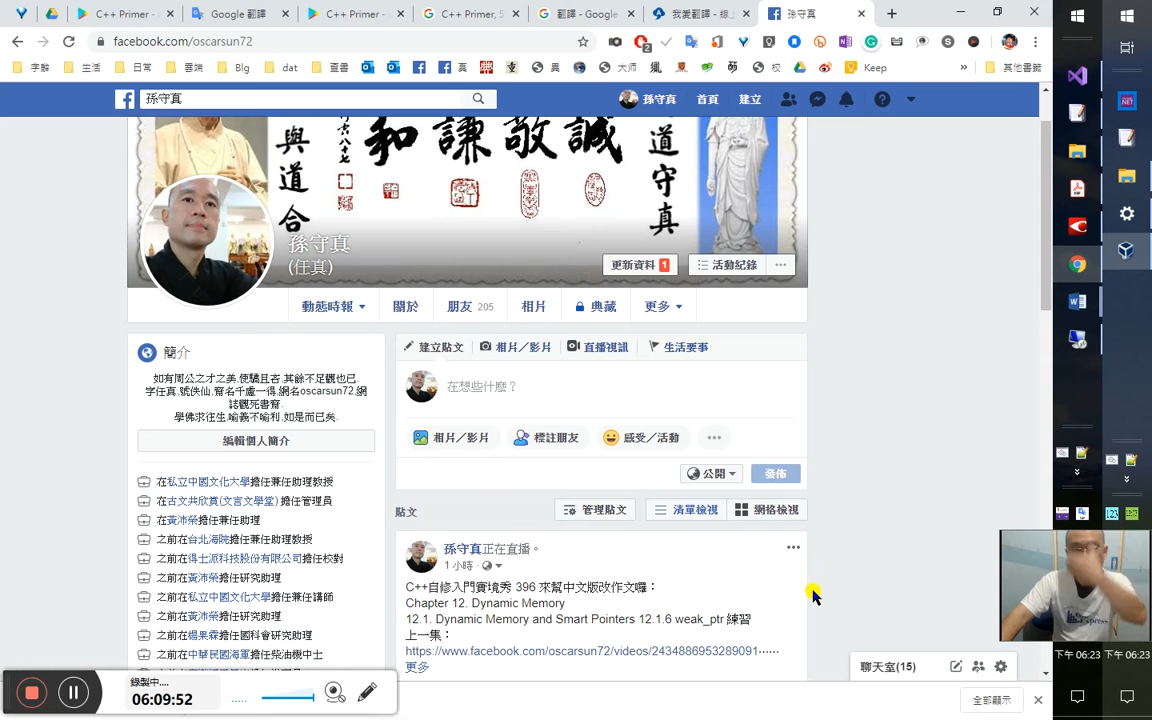 C++ Primer -
Google 翻譯
C++ Primer -
C++ Primer, 5
翻譯 - Google
我愛翻譯 - 線上
孫守真
facebook.com/oscarsun72
字辭
生活
日常
雲端
Blg
dat
查書
真
異
大师
校
Keep
»
其他書籤
孫守真
孫守真
首頁
建立
與道合
和謙敬誠
道守真
孫守真
(任真)
更新資料 1
活動紀錄
動態時報
關於
朋友 205
相片
典藏
更多
簡介
如有周公之才之美,使驕且吝,其餘不足觀也已.
字任真,號佚仙,齋名千慮一得,網名oscarsun72,網
誌觀死書齋.
學佛求往生,喻義不喻利,如是而已矣.
編輯個人簡介
在私立中國文化大學擔任兼任助理教授
在古文共欣賞(文言文學堂) 擔任管理員
在黃沛榮擔任兼任助理
之前在台北海院擔任兼任助理教授
之前在得士派科技股份有限公司擔任校對
之前在黃沛榮擔任研究助理
之前在私立中國文化大學擔任兼任講師
之前在黃沛榮擔任研究助理
之前在楊果霖擔任國科會研究助理
之前在中華民國海軍擔任柴油機中士
建立貼文
相片／影片
直播視訊
生活要事
在想些什麼？
相片／影片
標註朋友
感受／活動
公開
發佈
貼文
管理貼文
清單檢視
網格檢視
孫守真正在直播。
1 小時 ·
C++自修入門實境秀 396 來幫中文版改作文囉：
Chapter 12. Dynamic Memory
12.1. Dynamic Memory and Smart Pointers 12.1.6 weak_ptr 練習
上一集：
https://www.facebook.com/oscarsun72/videos/2434886953289091⋯⋯
更多
聊天室(15)
全部顯示
錄製中...
06:09:52
下午 06:23
下午 06:23